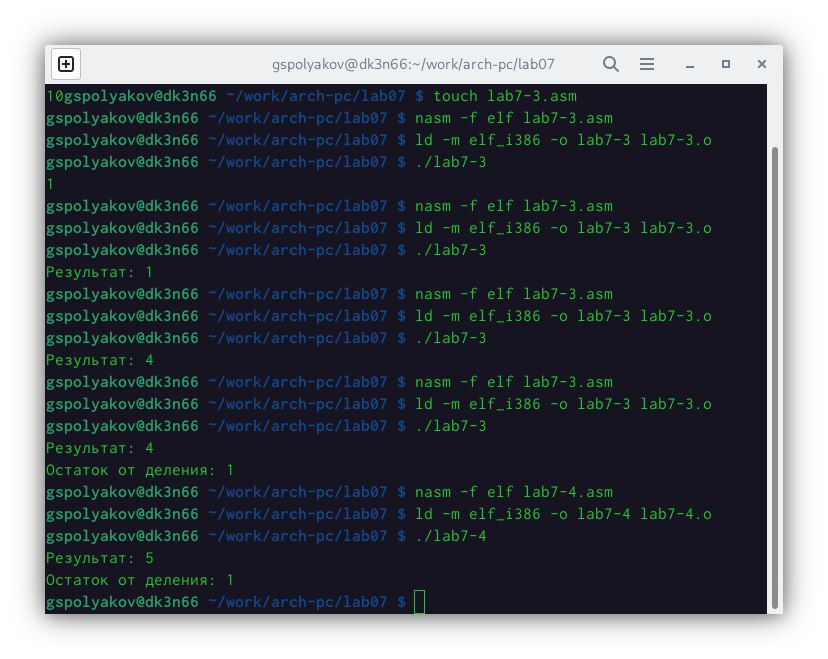 gspolyakov@dk3n66:~/work/arch-pc/lab07
10gspolyakov@dk3n66 ~/work/arch-pc/lab07 $ touch lab7-3.asm
gspolyakov@dk3n66 ~/work/arch-pc/lab07 $ nasm -f elf lab7-3.asm
gspolyakov@dk3n66 ~/work/arch-pc/lab07 $ ld -m elf_i386 -o lab7-3 lab7-3.o
gspolyakov@dk3n66 ~/work/arch-pc/lab07 $ ./lab7-3
1
gspolyakov@dk3n66 ~/work/arch-pc/lab07 $ nasm -f elf lab7-3.asm
gspolyakov@dk3n66 ~/work/arch-pc/lab07 $ ld -m elf_i386 -o lab7-3 lab7-3.o
gspolyakov@dk3n66 ~/work/arch-pc/lab07 $ ./lab7-3
Результат: 1
gspolyakov@dk3n66 ~/work/arch-pc/lab07 $ nasm -f elf lab7-3.asm
gspolyakov@dk3n66 ~/work/arch-pc/lab07 $ ld -m elf_i386 -o lab7-3 lab7-3.o
gspolyakov@dk3n66 ~/work/arch-pc/lab07 $ ./lab7-3
Результат: 4
gspolyakov@dk3n66 ~/work/arch-pc/lab07 $ nasm -f elf lab7-3.asm
gspolyakov@dk3n66 ~/work/arch-pc/lab07 $ ld -m elf_i386 -o lab7-3 lab7-3.o
gspolyakov@dk3n66 ~/work/arch-pc/lab07 $ ./lab7-3
Результат: 4
Остаток от деления: 1
gspolyakov@dk3n66 ~/work/arch-pc/lab07 $ nasm -f elf lab7-4.asm
gspolyakov@dk3n66 ~/work/arch-pc/lab07 $ ld -m elf_i386 -o lab7-4 lab7-4.o
gspolyakov@dk3n66 ~/work/arch-pc/lab07 $ ./lab7-4
Результат: 5
Остаток от деления: 1
gspolyakov@dk3n66 ~/work/arch-pc/lab07 $